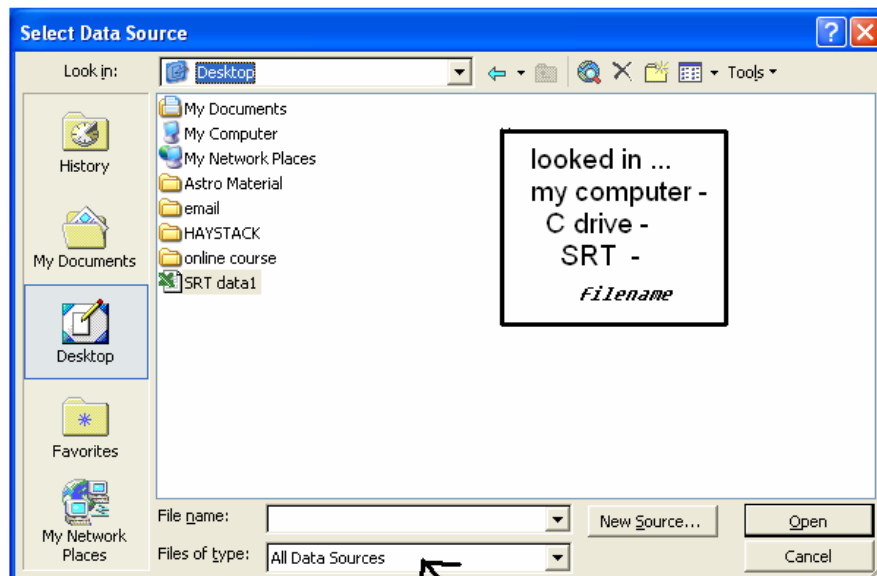 Select Data Source
Look in:
Desktop
Tools
History
My Documents
Desktop
Favorites
My Network
Places
My Documents
My Computer
My Network Places
Astro Material
email
HAYSTACK
online course
SRT data1
looked in ...
my computer -
C drive -
SRT -
filename
File name:
New Source...
Open
Files of type:
All Data Sources
Cancel